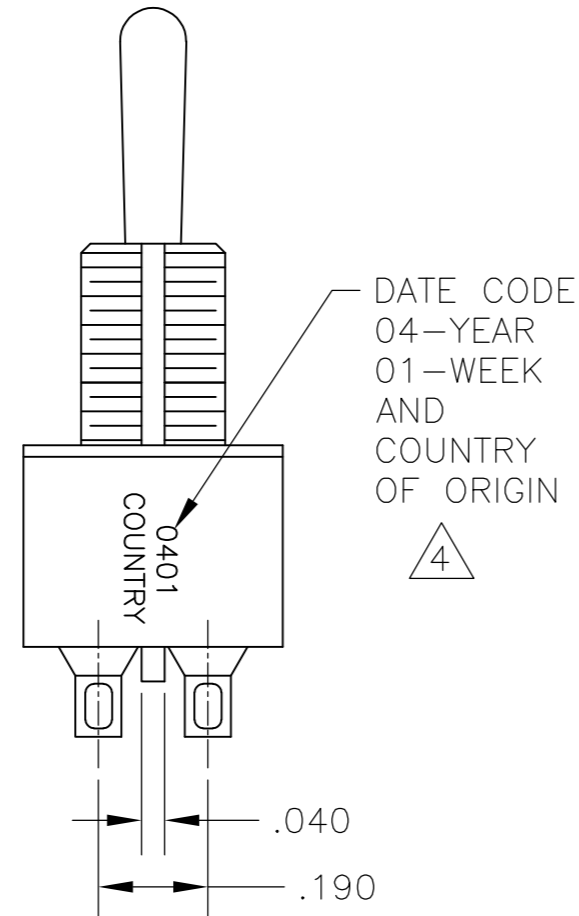 DATE CODE
04-YEAR
01-WEEK
AND
COUNTRY
OF ORIGIN
4
0401
COUNTRY
.040
.190